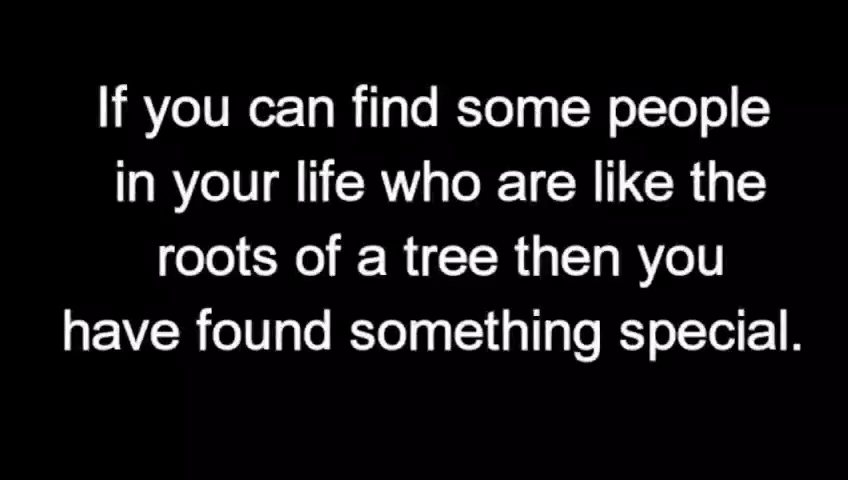 If you can find some people
in your life who are like the
roots of a tree then you
have found something special.